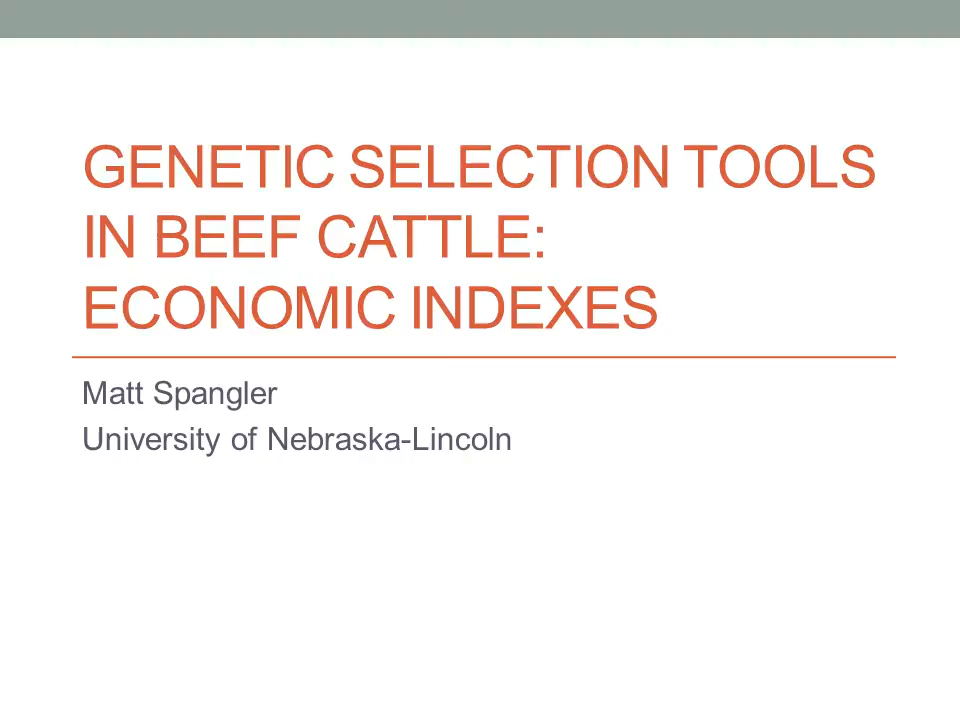 GENETIC SELECTION TOOLS
IN BEEF CATTLE:
ECONOMIC INDEXES
Matt Spangler
University of Nebraska-Lincoln